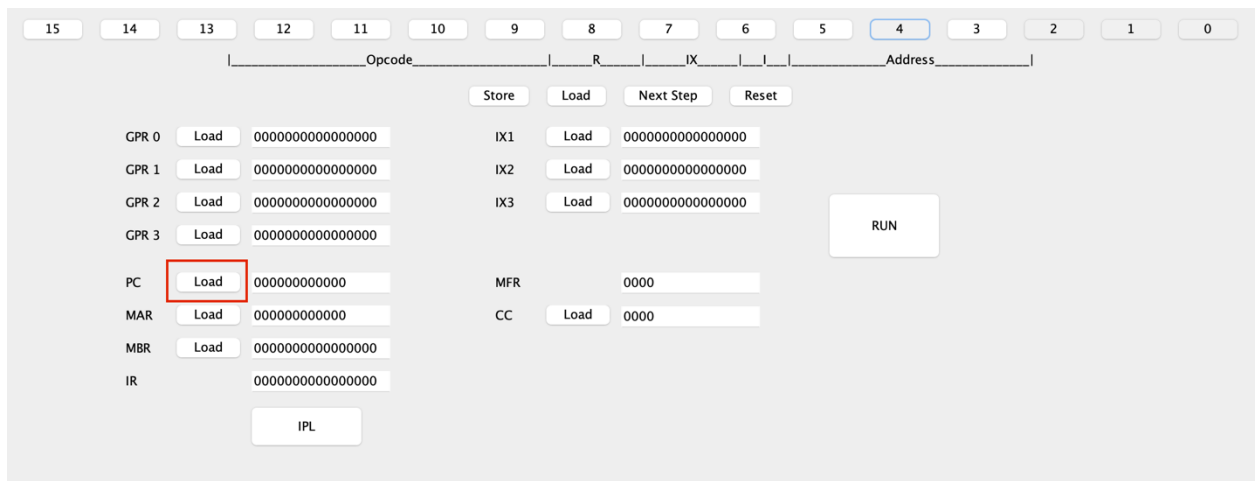 15 14 13 12 11 10 9 8 7 6 5 4 3 2 1 0
|__________________Opcode__________________|______R______|______IX______|___I___|_____________Address_____________|
Store Load Next Step Reset
GPR 0 Load 0000000000000000 IX1 Load 0000000000000000
GPR 1 Load 0000000000000000 IX2 Load 0000000000000000
GPR 2 Load 0000000000000000 IX3 Load 0000000000000000
RUN
GPR 3 Load 0000000000000000
PC Load 000000000000 MFR 0000
MAR Load 000000000000 CC Load 0000
MBR Load 0000000000000000
IR 0000000000000000
IPL